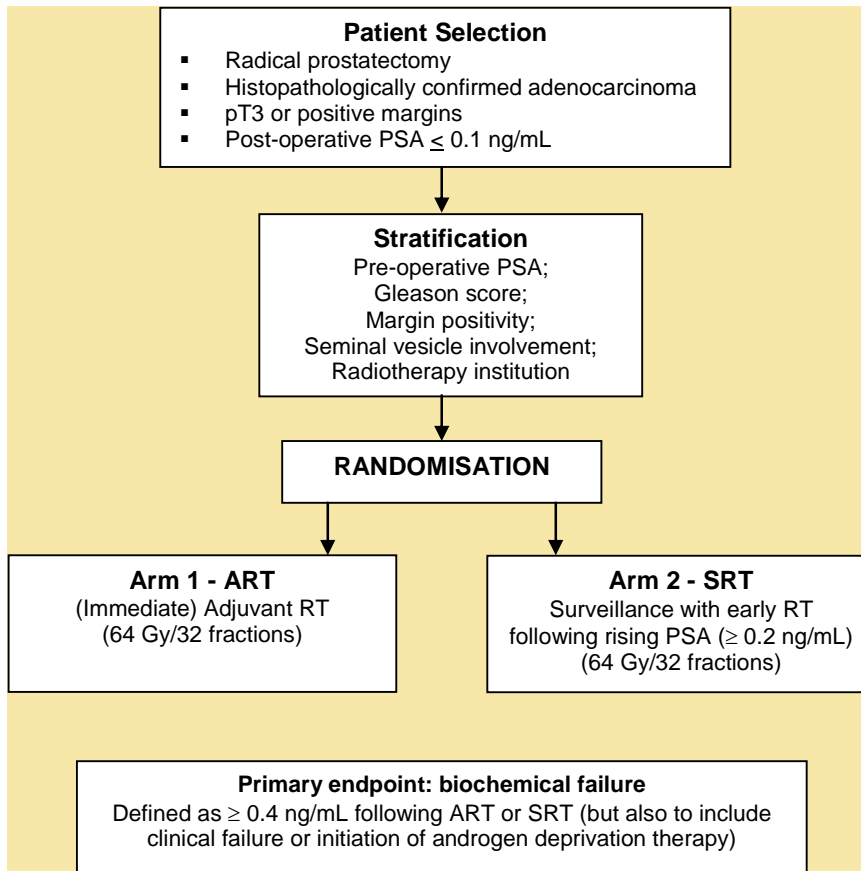 Patient Selection
▪ Radical prostatectomy
▪ Histopathologically confirmed adenocarcinoma
▪ pT3 or positive margins
▪ Post-operative PSA ≤ 0.1 ng/mL
Stratification
Pre-operative PSA;
Gleason score;
Margin positivity;
Seminal vesicle involvement;
Radiotherapy institution
RANDOMISATION
Arm 1 - ART
(Immediate) Adjuvant RT
(64 Gy/32 fractions)
Arm 2 - SRT
Surveillance with early RT
following rising PSA (≥ 0.2 ng/mL)
(64 Gy/32 fractions)
Primary endpoint: biochemical failure
Defined as ≥ 0.4 ng/mL following ART or SRT (but also to include
clinical failure or initiation of androgen deprivation therapy)